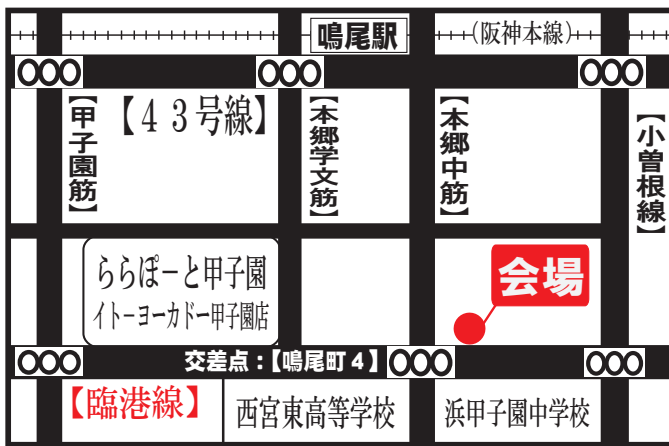 鳴尾駅
(阪神本線)
【甲子園筋】
【43号線】
【本郷学文筋】
【本郷中筋】
【小曽根線】
ららぽーと甲子園
イトーヨーカドー甲子園店
会場
交差点:【鳴尾町4】
【臨港線】
西宮東高等学校
浜甲子園中学校